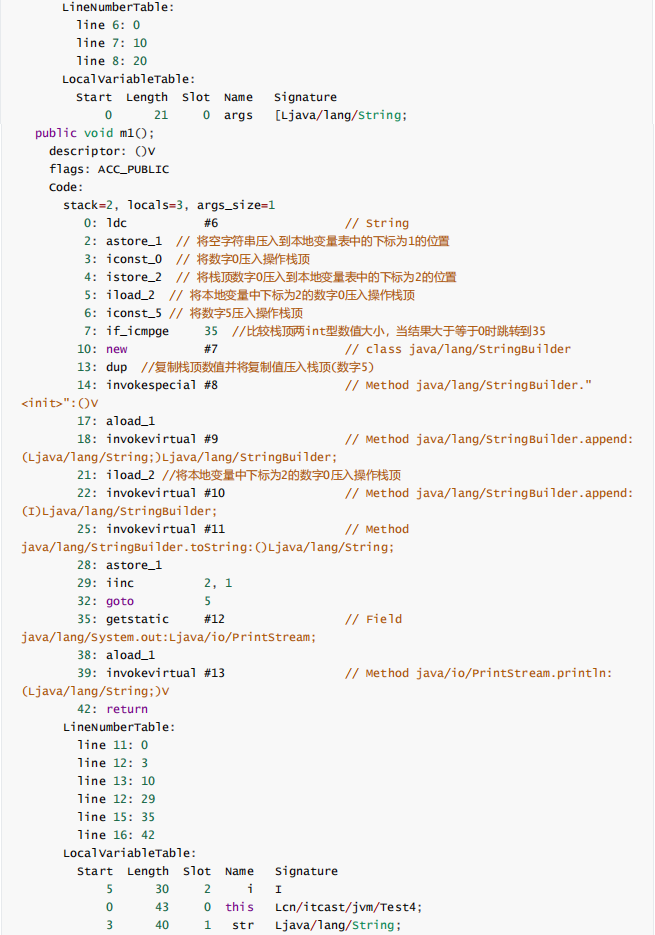 LineNumberTable:
line 6: 0
line 7: 10
line 8: 20
LocalVariableTable:
Start  Length  Slot  Name   Signature
0      21     0  args   [Ljava/lang/String;
public void m1();
descriptor: ()V
flags: ACC_PUBLIC
Code:
stack=2, locals=3, args_size=1
0: ldc           #6                  // String
2: astore_1  // 将空字符串压入到本地变量表中的下标为1的位置
3: iconst_0  // 将数字0压入操作栈顶
4: istore_2  // 将栈顶数字0压入到本地变量表中的下标为2的位置
5: iload_2  // 将本地变量中下标为2的数字0压入操作栈顶
6: iconst_5 // 将数字5压入操作栈顶
7: if_icmpge     35  //比较栈顶两int型数值大小，当结果大于等于0时跳转到35
10: new           #7                  // class java/lang/StringBuilder
13: dup  //复制栈顶数值并将复制值压入栈顶(数字5)
14: invokespecial #8                  // Method java/lang/StringBuilder."
<init>":()V
17: aload_1
18: invokevirtual #9                  // Method java/lang/StringBuilder.append:
(Ljava/lang/String;)Ljava/lang/StringBuilder;
21: iload_2 //将本地变量中下标为2的数字0压入操作栈顶
22: invokevirtual #10                 // Method java/lang/StringBuilder.append:
(I)Ljava/lang/StringBuilder;
25: invokevirtual #11                 // Method
java/lang/StringBuilder.toString:()Ljava/lang/String;
28: astore_1
29: iinc          2, 1
32: goto          5
35: getstatic     #12                 // Field
java/lang/System.out:Ljava/io/PrintStream;
38: aload_1
39: invokevirtual #13                 // Method java/io/PrintStream.println:
(Ljava/lang/String;)V
42: return
LineNumberTable:
line 11: 0
line 12: 3
line 13: 10
line 12: 29
line 15: 35
line 16: 42
LocalVariableTable:
Start  Length  Slot  Name   Signature
5      30     2     i   I
0      43     0  this   Lcn/itcast/jvm/Test4;
3      40     1   str   Ljava/lang/String;